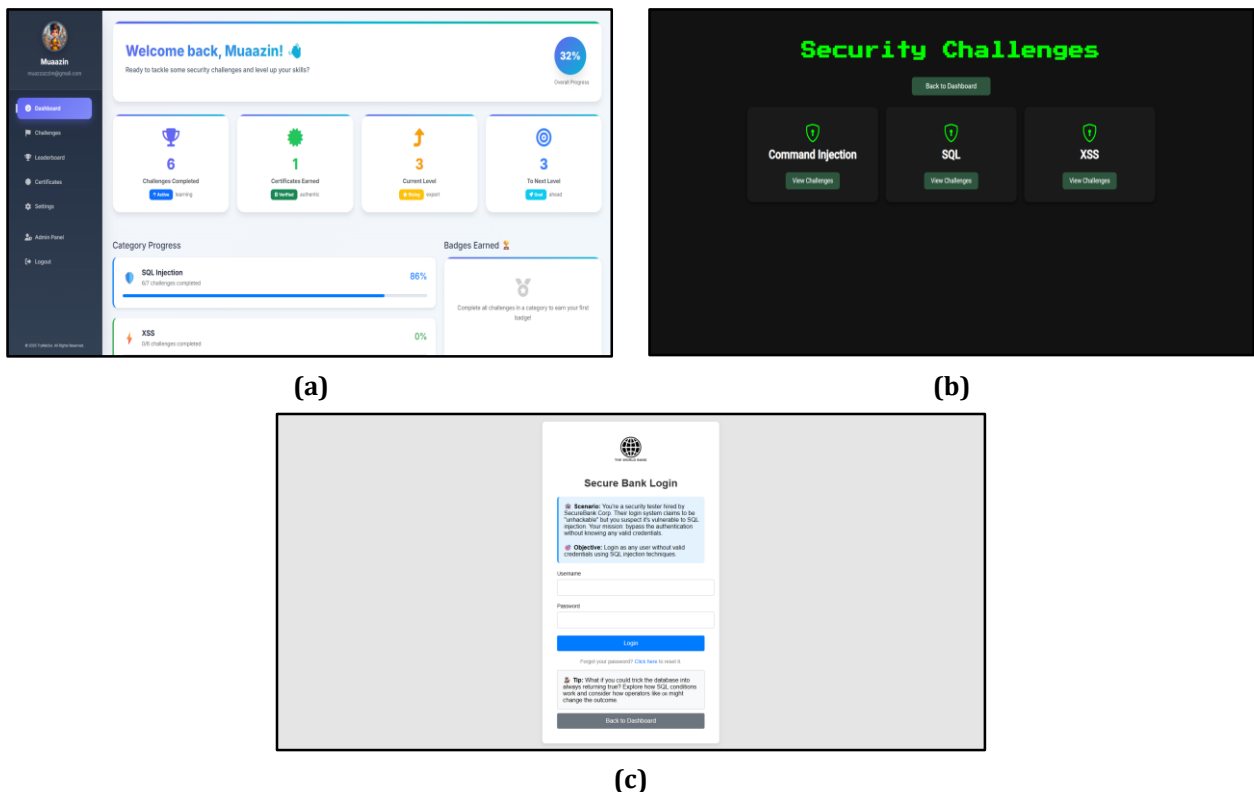 Muaazin
Welcome back, Muaazin!
Ready to tackle some security challenges and level up your skills?
32%
Overall Progress
Dashboard
Challenges
Leaderboard
Certificates
Settings
Admin Panel
Logout
6
Challenges Completed
Active learning
1
Certificates Earned
Verified authentic
3
Current Level
Rising expert
3
To Next Level
Goal ahead
Category Progress
SQL Injection
6/7 challenges completed
86%
XSS
0/8 challenges completed
0%
Badges Earned
Complete all challenges in a category to earn your first
badge!
(a)
Security Challenges
Back to Dashboard
Command Injection
View Challenges
SQL
View Challenges
XSS
View Challenges
(b)
THE WORLD BANK
Secure Bank Login
Scenario: You're a security tester hired by
SecureBank Corp. Their login system claims to be
"unhackable" but you suspect it's vulnerable to SQL
injection. Your mission: bypass the authentication
without knowing any valid credentials.
Objective: Login as any user without valid
credentials using SQL injection techniques.
Username
Password
Login
Forgot your password? Click here to reset it.
Tip: What if you could trick the database into
always returning true? Explore how SQL conditions
work and consider how operators like OR might
change the outcome.
Back to Dashboard
(c)